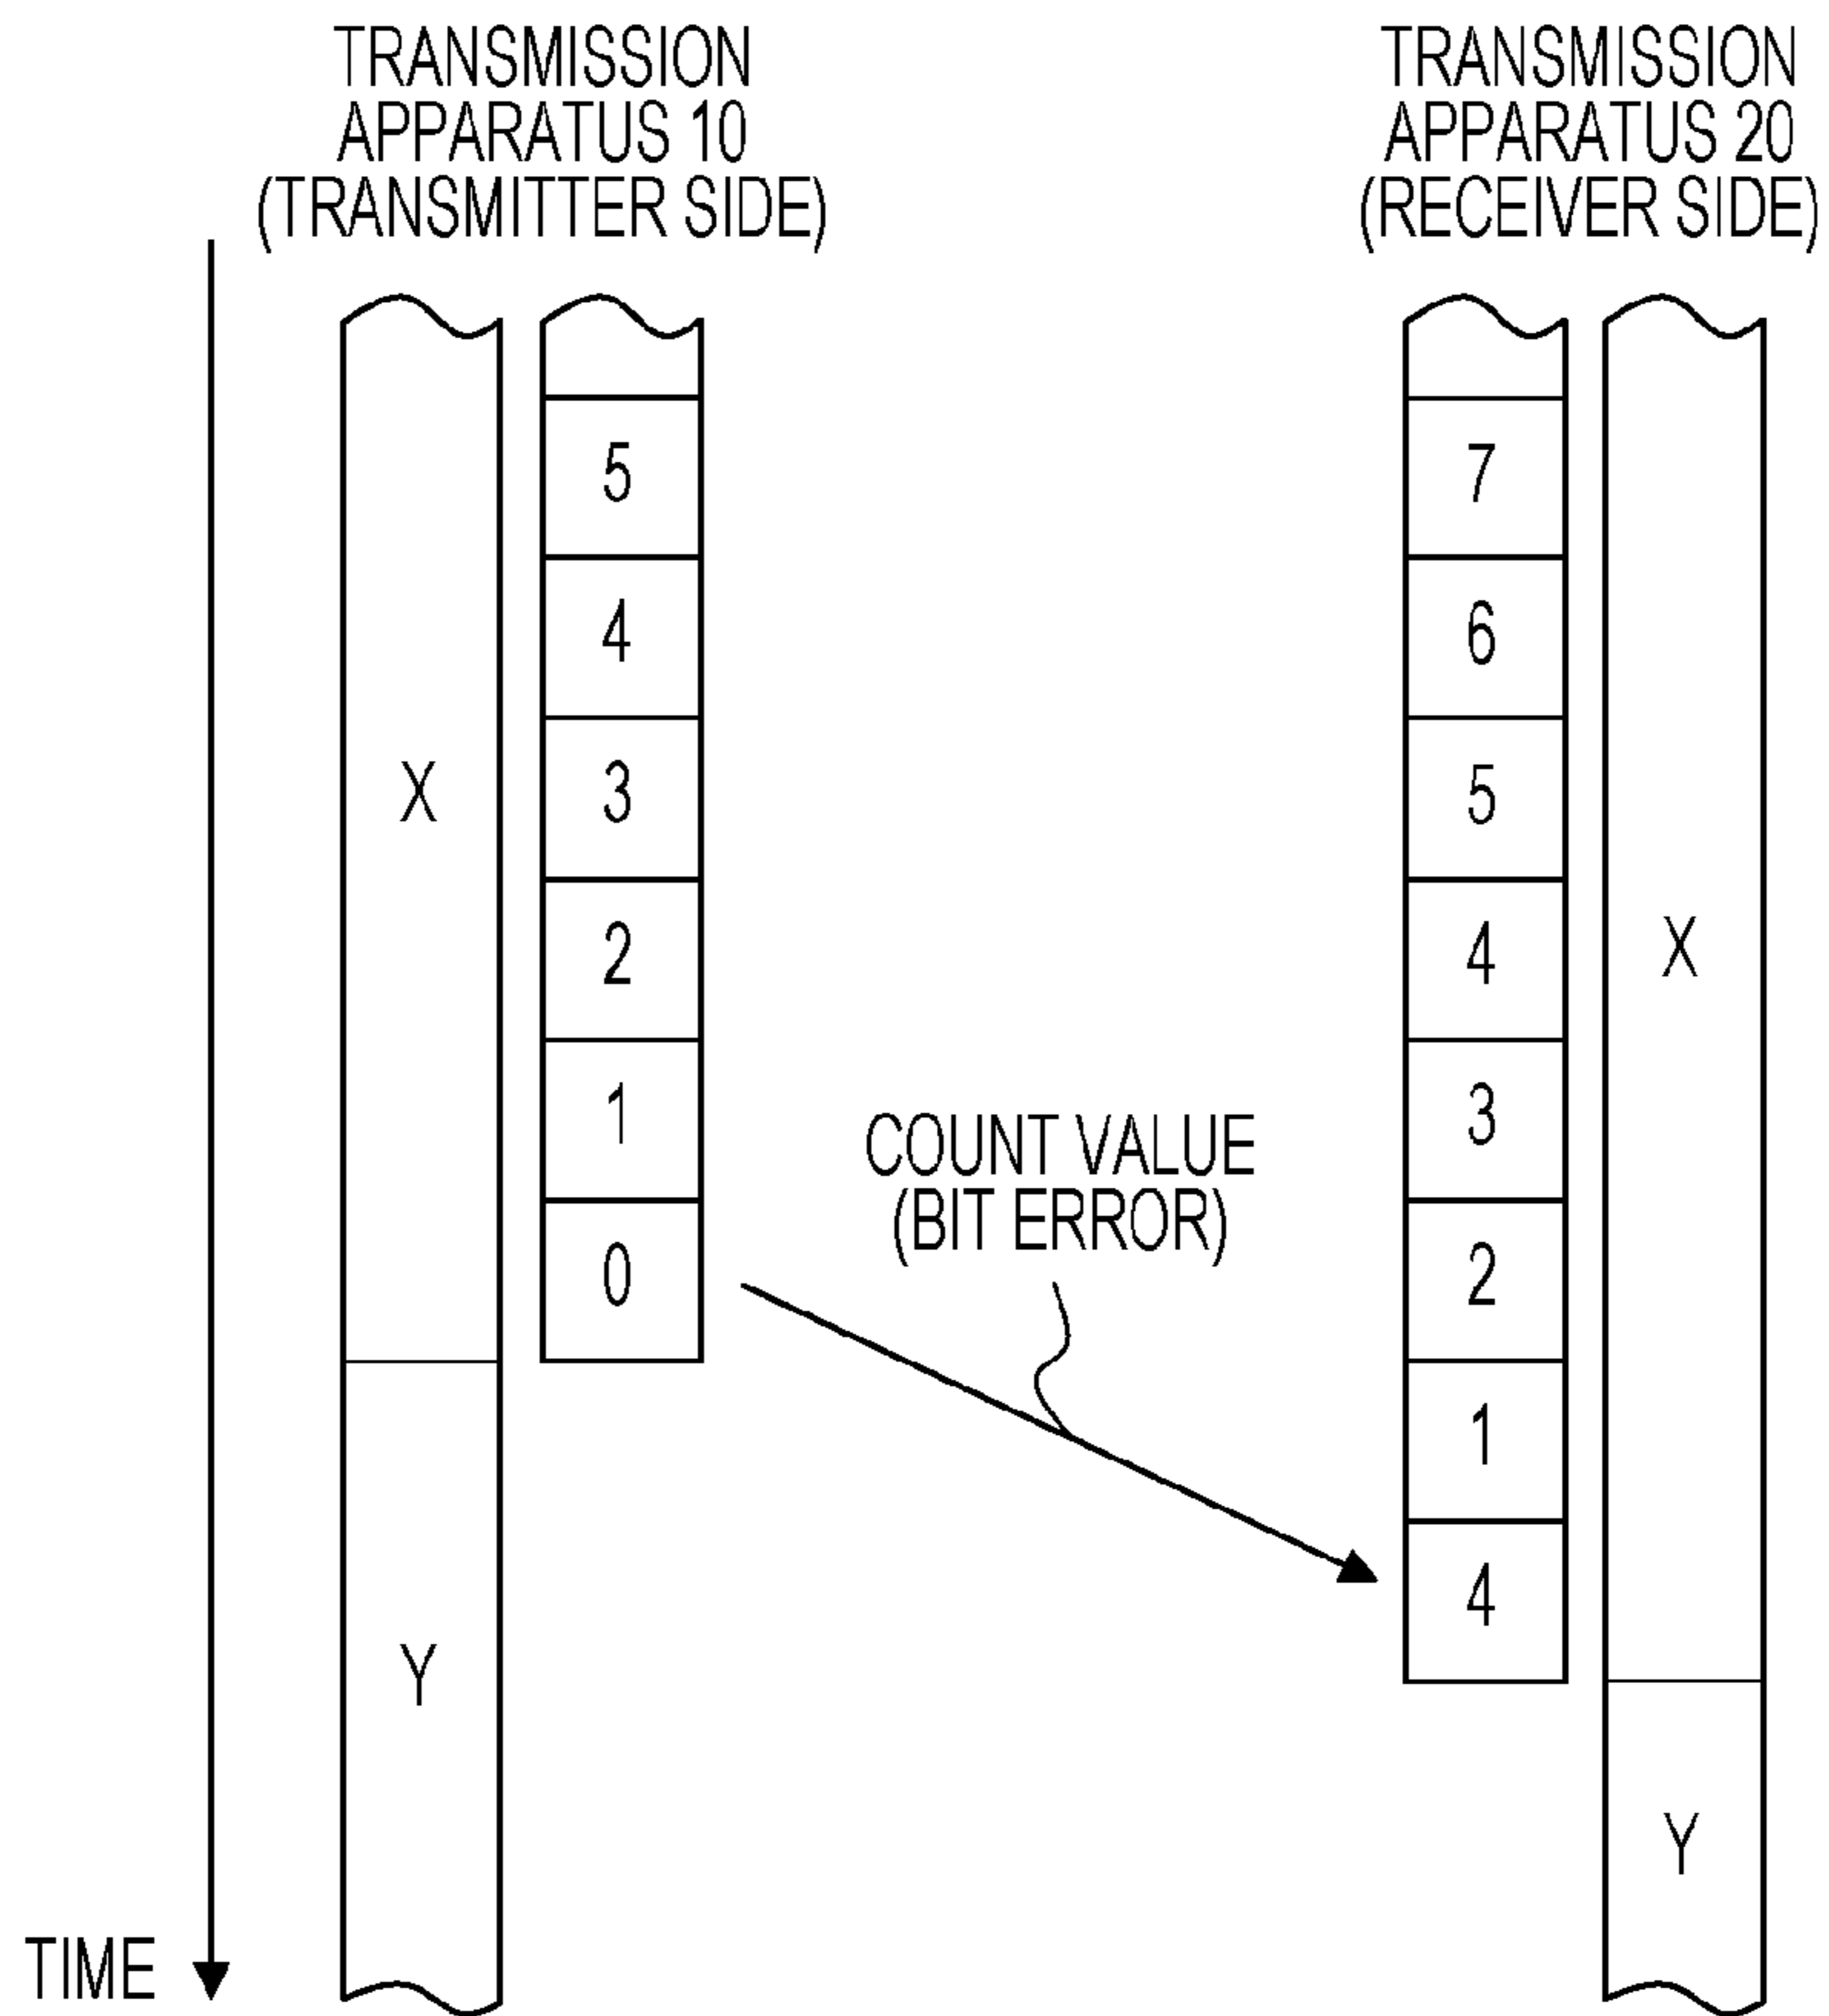 TRANSMISSION
APPARATUS 10
(TRANSMITTER SIDE)
TRANSMISSION
APPARATUS 20
(RECEIVER SIDE)
5
4
3
2
1
0
X
Y
COUNT VALUE
(BIT ERROR)
7
6
5
4
3
2
1
4
X
Y
TIME